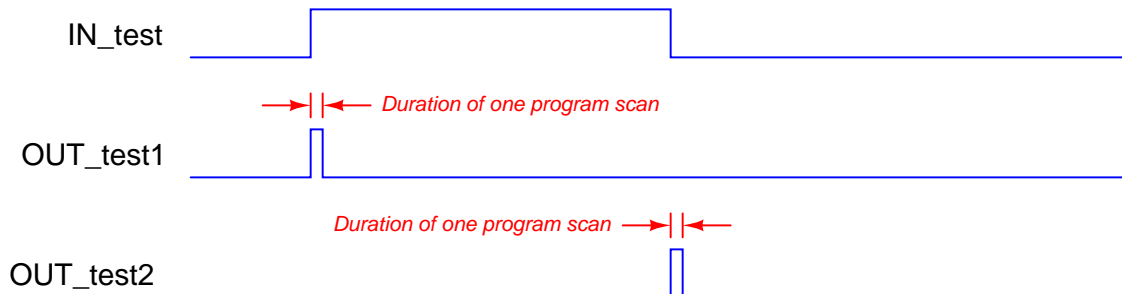 IN_test
Duration of one program scan
OUT_test1
Duration of one program scan
OUT_test2